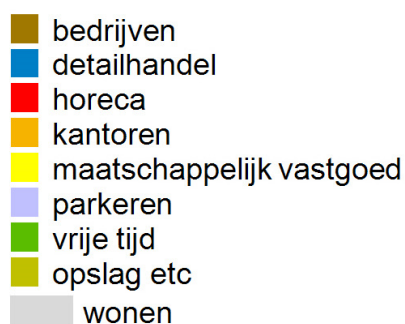 bedrijven
detailhandel
horeca
kantoren
maatschappelijk vastgoed
parkeren
vrije tijd
opslag etc
wonen